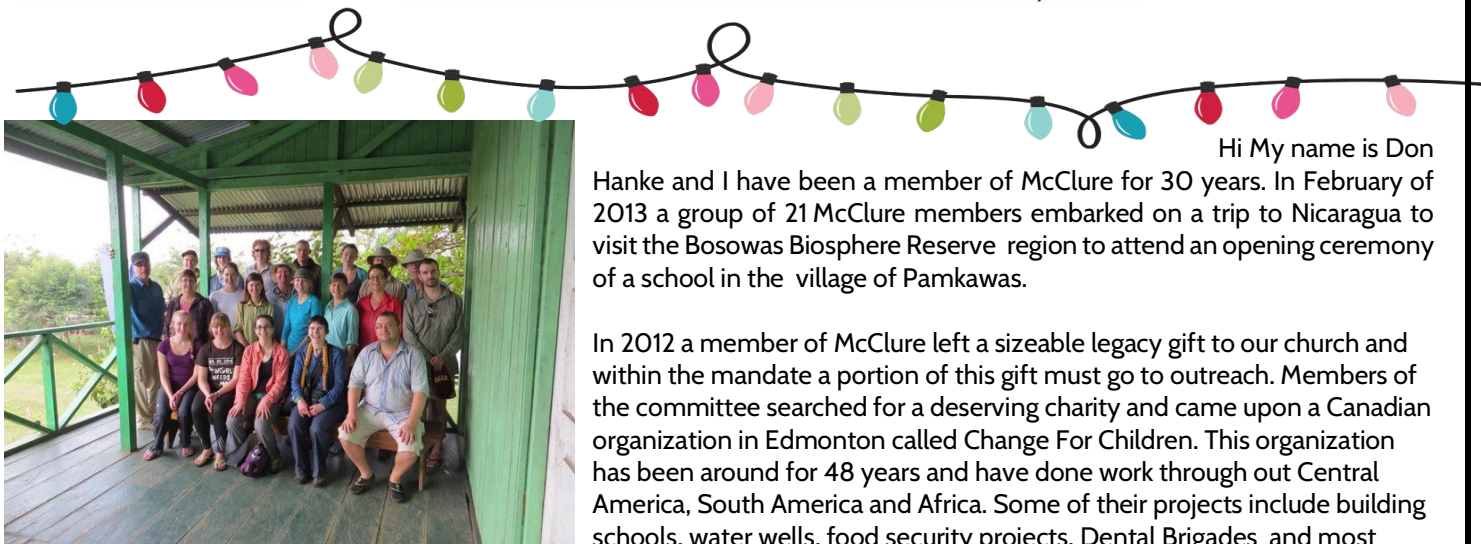 Hi My name is Don
Hanke and I have been a member of McClure for 30 years. In February of
2013 a group of 21 McClure members embarked on a trip to Nicaragua to
visit the Bosowas Biosphere Reserve region to attend an opening ceremony
of a school in the village of Pamkawas.
In 2012 a member of McClure left a sizeable legacy gift to our church and
within the mandate a portion of this gift must go to outreach. Members of
the committee searched for a deserving charity and came upon a Canadian
organization in Edmonton called Change For Children. This organization
has been around for 48 years and have done work through out Central
America, South America and Africa. Some of their projects include building
schools, water wells, food security projects, Dental Brigades and most